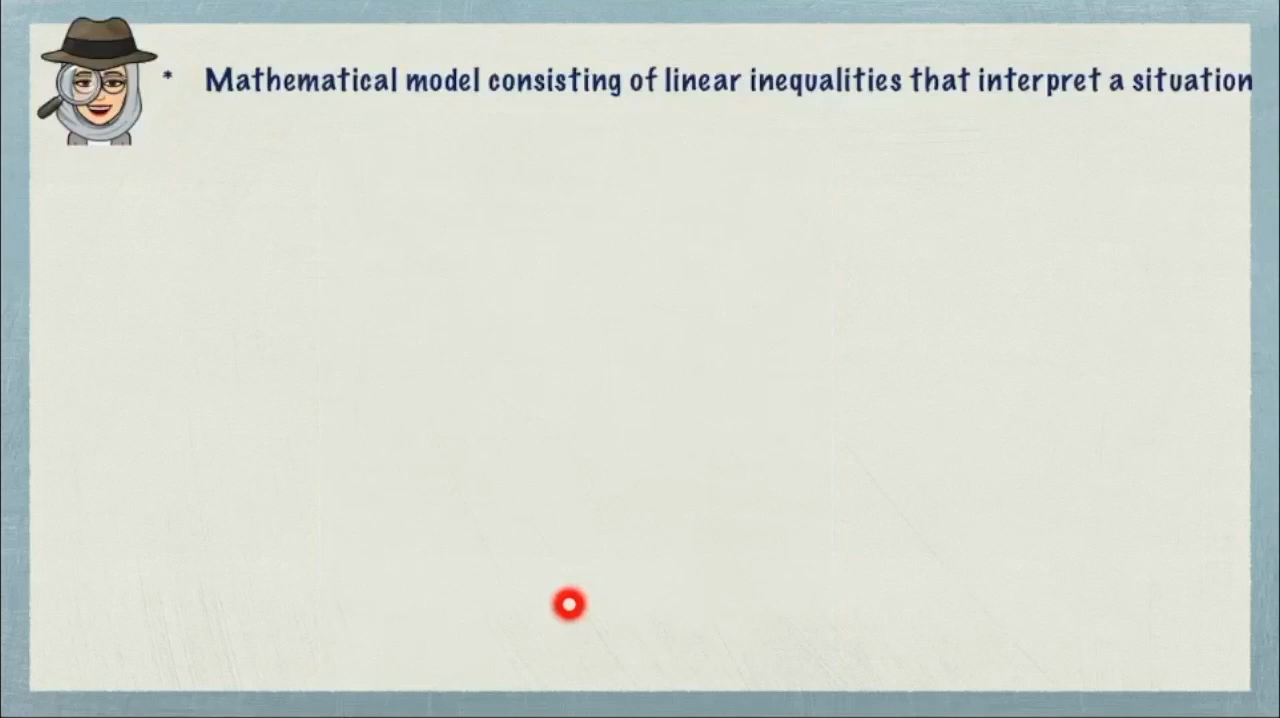 * Mathematical model consisting of linear inequalities that interpret a situation